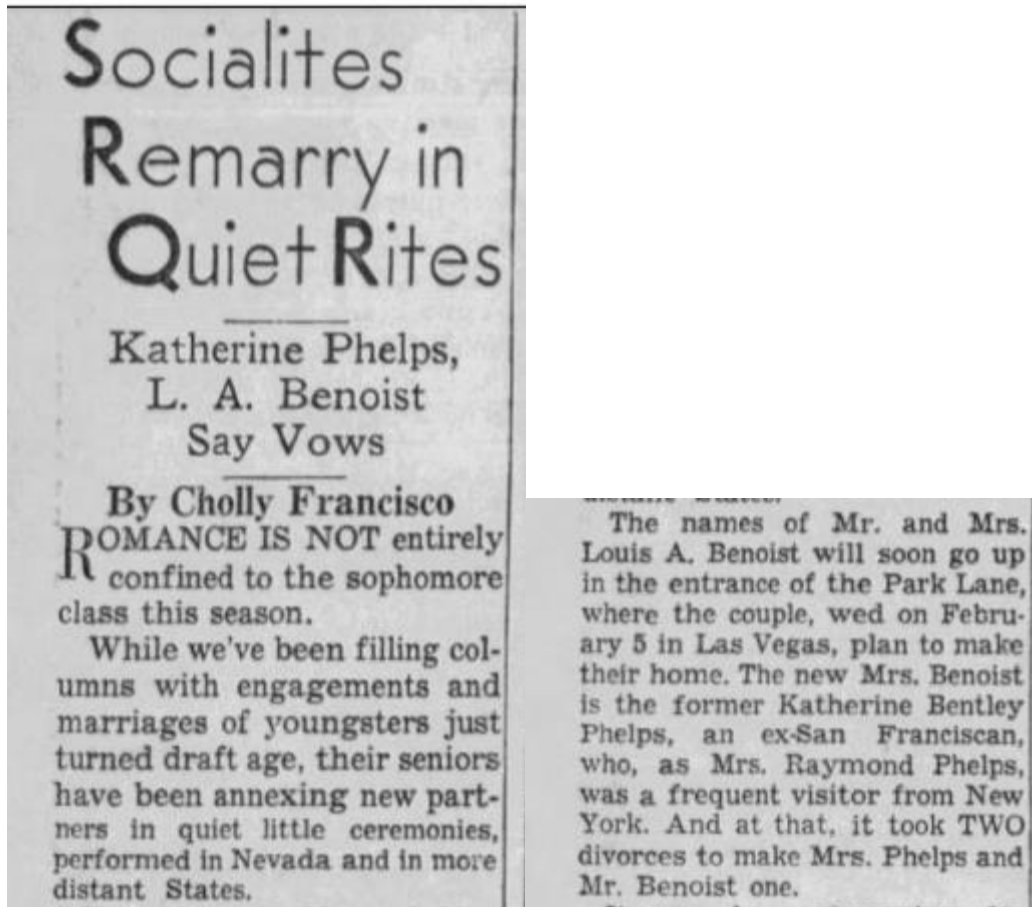 Socialites
Remarry in
Quiet Rites
Katherine Phelps,
L. A. Benoist
Say Vows
By Cholly Francisco
ROMANCE IS NOT entirely
confined to the sophomore
class this season.
While we've been filling col-
umns with engagements and
marriages of youngsters just
turned draft age, their seniors
have been annexing new part-
ners in quiet little ceremonies,
performed in Nevada and in more
distant States.
distant States.
The names of Mr. and Mrs.
Louis A. Benoist will soon go up
in the entrance of the Park Lane,
where the couple, wed on Febru-
ary 5 in Las Vegas, plan to make
their home. The new Mrs. Benoist
is the former Katherine Bentley
Phelps, an ex-San Franciscan,
who, as Mrs. Raymond Phelps,
was a frequent visitor from New
York. And at that, it took TWO
divorces to make Mrs. Phelps and
Mr. Benoist one.